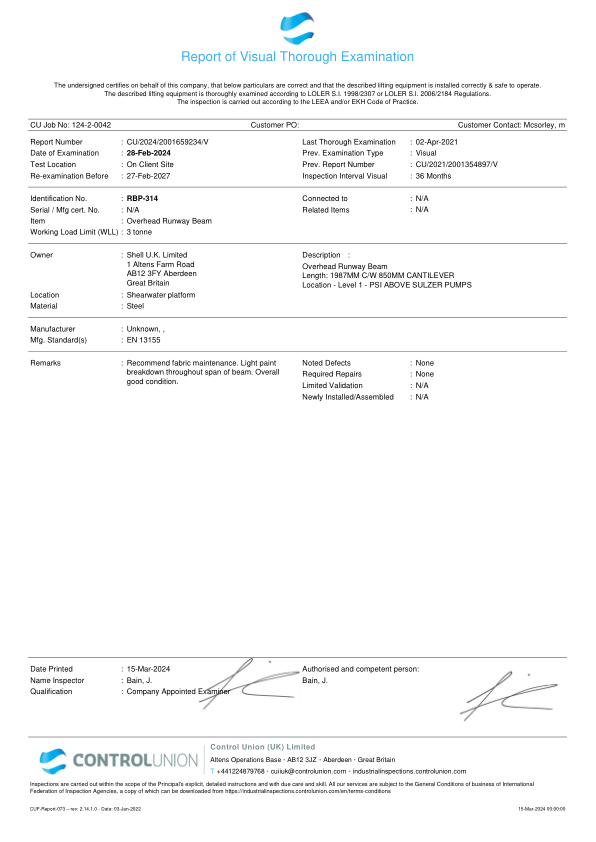 Report of Visual Thorough Examination
The undersigned certifies on behalf of this company, that below particulars are correct and that the described lifting equipment is installed correctly & safe to operate.
The described lifting equipment is thoroughly examined according to LOLER S.I. 1998/2307 or LOLER S.I. 2006/2184 Regulations.
The inspection is carried out according to the LEEA and/or EKH Code of Practice.
CU Job No: 124-2-0042 Customer PO: Customer Contact: Mcsorley, m
Report Number : CU/2024/2001659234/V Last Thorough Examination : 02-Apr-2021
Date of Examination : 28-Feb-2024 Prev. Examination Type : Visual
Test Location : On Client Site Prev. Report Number : CU/2021/2001354897/V
Re-examination Before : 27-Feb-2027 Inspection Interval Visual : 36 Months
Identification No. : RBP-314 Connected to : N/A
Serial / Mfg cert. No. : N/A Related Items : N/A
Item : Overhead Runway Beam
Working Load Limit (WLL) : 3 tonne
Owner : Shell U.K. Limited Description :
1 Altens Farm Road Overhead Runway Beam
AB12 3FY Aberdeen Length: 1987MM C/W 850MM CANTILEVER
Great Britain Location - Level 1 - PSI ABOVE SULZER PUMPS
Location : Shearwater platform
Material : Steel
Manufacturer : Unknown, ,
Mfg. Standard(s) : EN 13155
Remarks : Recommend fabric maintenance. Light paint Noted Defects : None
breakdown throughout span of beam. Overall Required Repairs : None
good condition. Limited Validation : N/A
Newly Installed/Assembled : N/A
Date Printed : 15-Mar-2024 Authorised and competent person:
Name Inspector : Bain, J. Bain, J.
Qualification : Company Appointed Examiner
CONTROLUNION
Control Union (UK) Limited
Altens Operations Base · AB12 3JZ · Aberdeen · Great Britain
T +441224879768 · cuiiuk@controlunion.com · industrialinspections.controlunion.com
Inspections are carried out within the scope of the Principal's explicit, detailed instructions and with due care and skill. All our services are subject to the General Conditions of business of International
Federation of Inspection Agencies, a copy of which can be downloaded from https://industrialinspections.controlunion.com/en/terms-conditions
CUF-Report-073 – rev: 2.14.1.0 - Date: 03-Jun-2022 15-Mar-2024 00:00:00